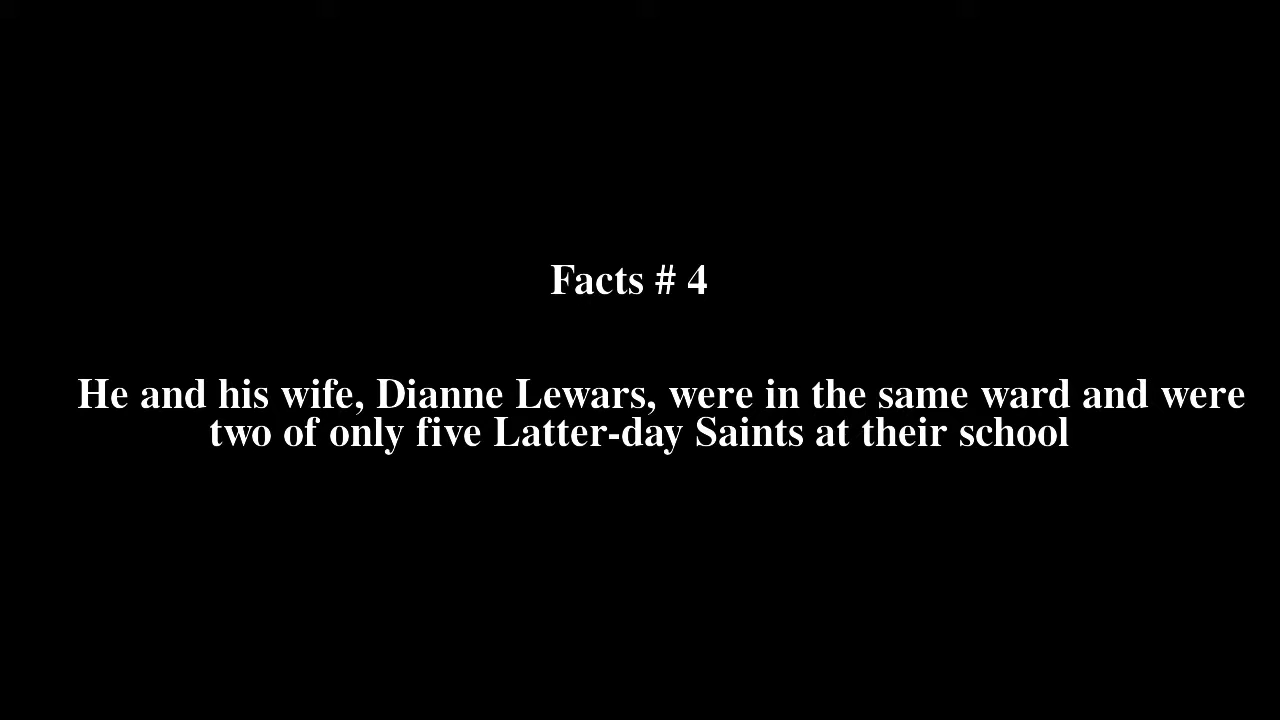 Facts # 4
He and his wife, Dianne Lewars, were in the same ward and were
two of only five Latter-day Saints at their school